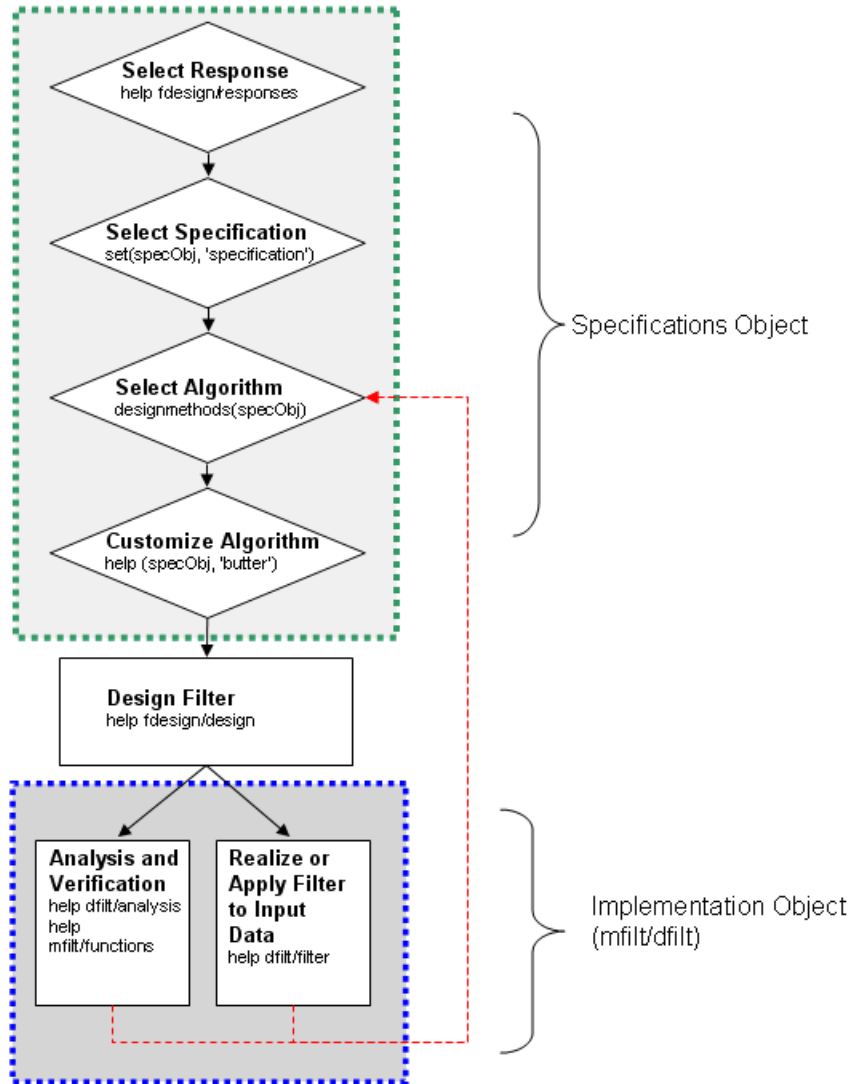 Select Response
help fdesign/responses
Select Specification
set(specObj, 'specification')
Select Algorithm
designmethods(specObj)
Customize Algorithm
help (specObj, 'butter')
Specifications Object
Design Filter
help fdesign/design
Analysis and
Verification
help dfilt/analysis
help
mfilt/functions
Realize or
Apply Filter
to Input
Data
help dfilt/filter
Implementation Object
(mfilt/dfilt)